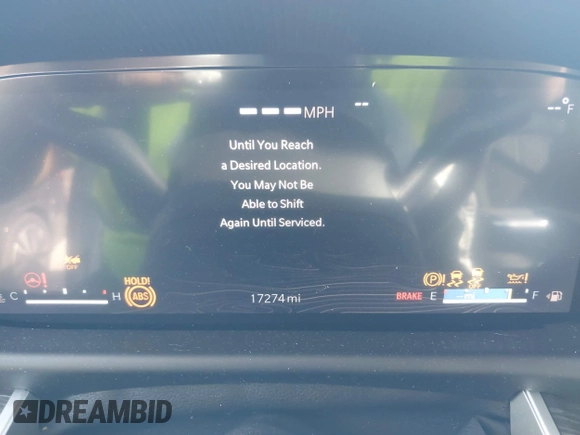 --- MPH --
--°F
Until You Reach
a Desired Location.
You May Not Be
Able to Shift
Again Until Serviced.
OFF
HOLD!
ABS
C H
17274 mi
BRAKE
P
E F
DREAMBID